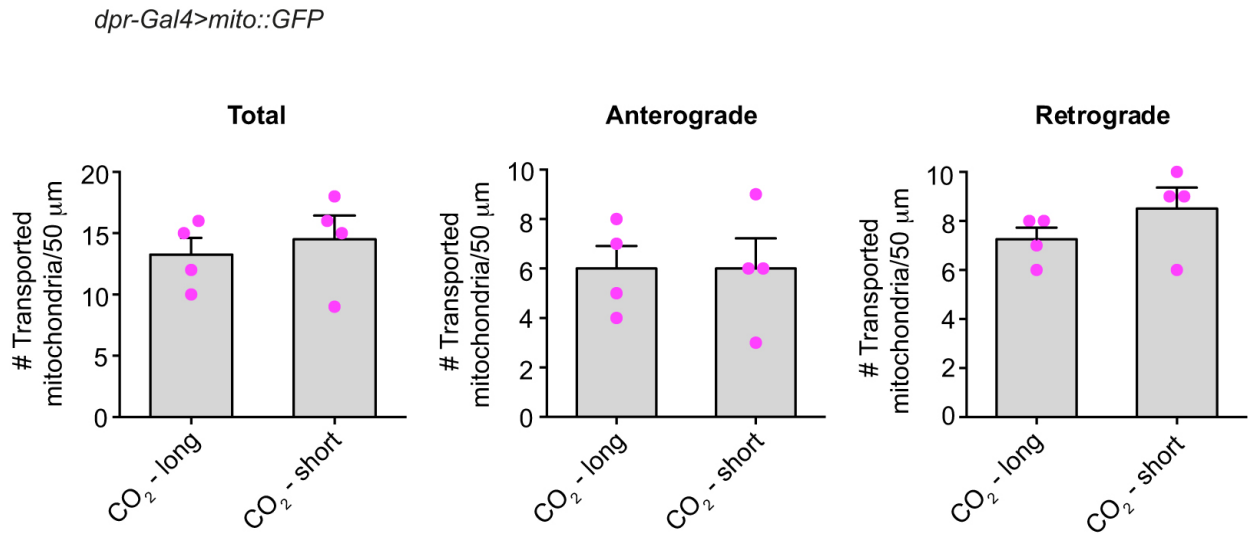 dpr-Gal4>mito::GFP
Total
# Transported
mitochondria/50 µm
20
15
10
5
0
CO₂ - long
CO₂ - short
Anterograde
# Transported
mitochondria/50 µm
10
8
6
4
2
0
CO₂ - long
CO₂ - short
Retrograde
# Transported
mitochondria/50 µm
10
8
6
4
2
0
CO₂ - long
CO₂ - short